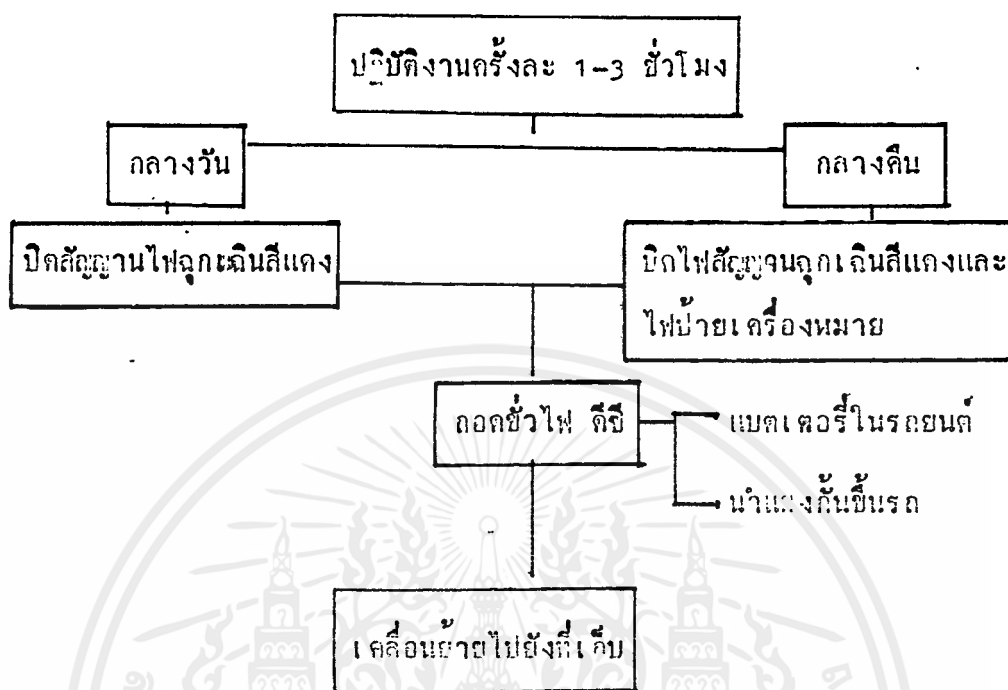 ปฏิบัติงานครั้งละ 1-3 ชั่วโมง
กลางวัน
กลางคืน
ปิดสัญญานไฟฉุกเฉินสีแดง
ปิดไฟสัญญานฉุกเฉินสีแดงและ
ไฟป้ายเครื่องหมาย
ถอดขั่วไฟ ดีซี
แบตเตอรี่ในรถยนต์
นำแผงกั้นขึ้นรถ
เคลื่อนย้ายไปยังที่เก็บ